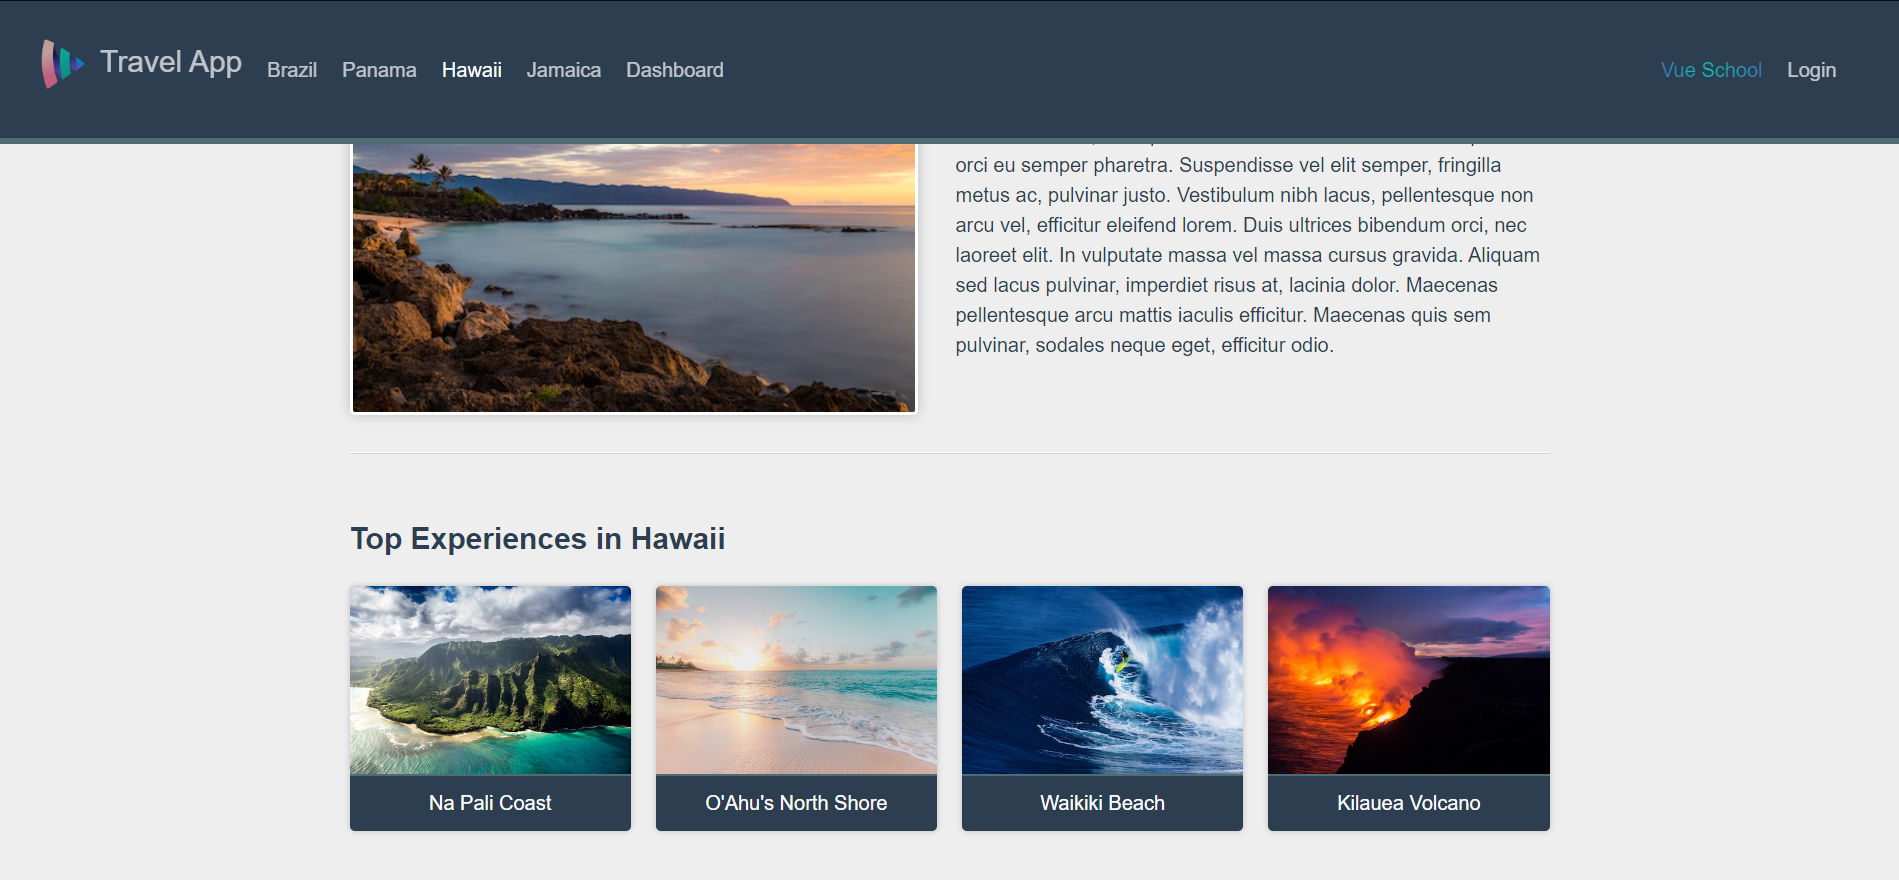 Travel App
Brazil
Panama
Hawaii
Jamaica
Dashboard
Vue School
Login
orci eu semper pharetra. Suspendisse vel elit semper, fringilla
metus ac, pulvinar justo. Vestibulum nibh lacus, pellentesque non
arcu vel, efficitur eleifend lorem. Duis ultrices bibendum orci, nec
laoreet elit. In vulputate massa vel massa cursus gravida. Aliquam
sed lacus pulvinar, imperdiet risus at, lacinia dolor. Maecenas
pellentesque arcu mattis iaculis efficitur. Maecenas quis sem
pulvinar, sodales neque eget, efficitur odio.
Top Experiences in Hawaii
Na Pali Coast
O'Ahu's North Shore
Waikiki Beach
Kilauea Volcano